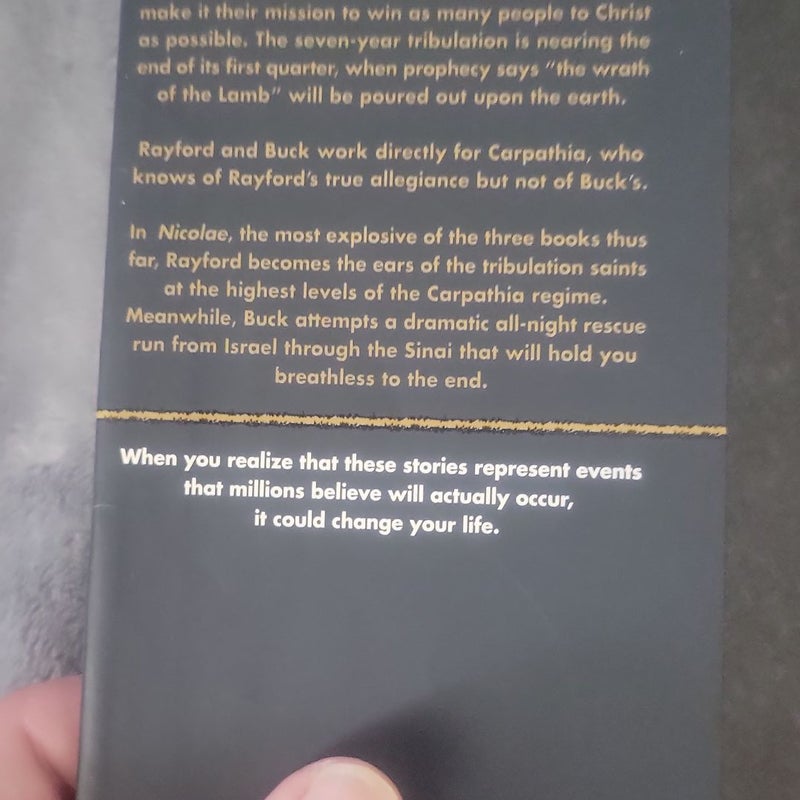 make it their mission to win as many people to Christ
as possible. The seven-year tribulation is nearing the
end of its first quarter, when prophecy says "the wrath
of the Lamb" will be poured out upon the earth.
Rayford and Buck work directly for Carpathia, who
knows of Rayford's true allegiance but not of Buck's.
In Nicolae, the most explosive of the three books thus
far, Rayford becomes the ears of the tribulation saints
at the highest levels of the Carpathia regime.
Meanwhile, Buck attempts a dramatic all-night rescue
run from Israel through the Sinai that will hold you
breathless to the end.
When you realize that these stories represent events
that millions believe will actually occur,
it could change your life.